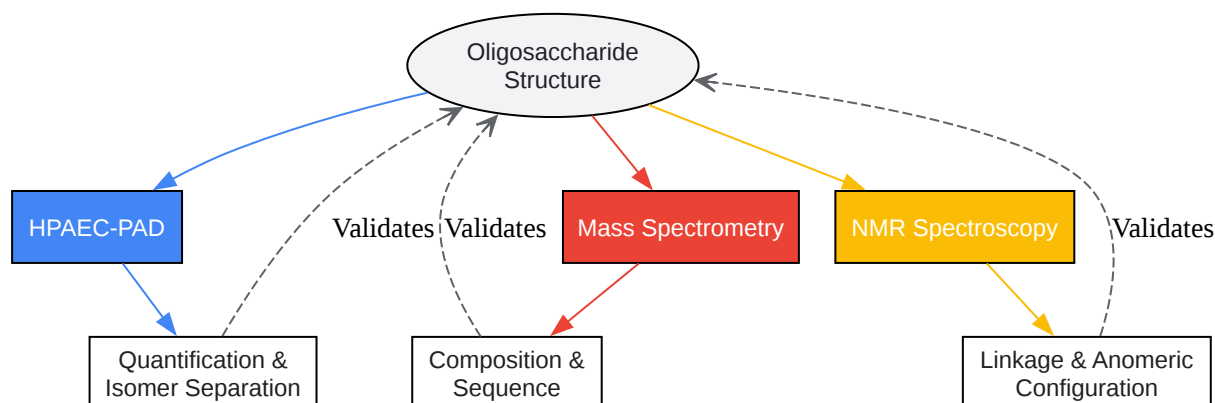 Oligosaccharide
Structure
HPAEC-PAD
Validates
Validates
Mass Spectrometry
NMR Spectroscopy
Validates
Quantification &
Isomer Separation
Composition &
Sequence
Linkage & Anomeric
Configuration